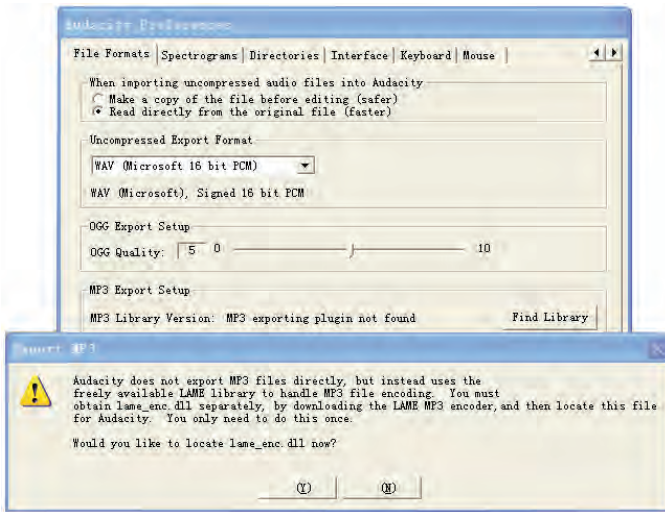 Audacity Preferences
File Formats Spectrograms Directories Interface Keyboard Mouse
When importing uncompressed audio files into Audacity
Make a copy of the file before editing (safer)
Read directly from the original file (faster)
Uncompressed Export Format
WAV (Microsoft 16 bit PCM)
WAV (Microsoft), Signed 16 bit PCM
OGG Export Setup
OGG Quality: 5 0 10
MP3 Export Setup
MP3 Library Version: MP3 exporting plugin not found Find Library
Export MP3
Audacity does not export MP3 files directly, but instead uses the
freely available LAME library to handle MP3 file encoding. You must
obtain lame_enc.dll separately, by downloading the LAME MP3 encoder, and then locate this file
for Audacity. You only need to do this once.
Would you like to locate lame_enc.dll now?
(Y) (N)